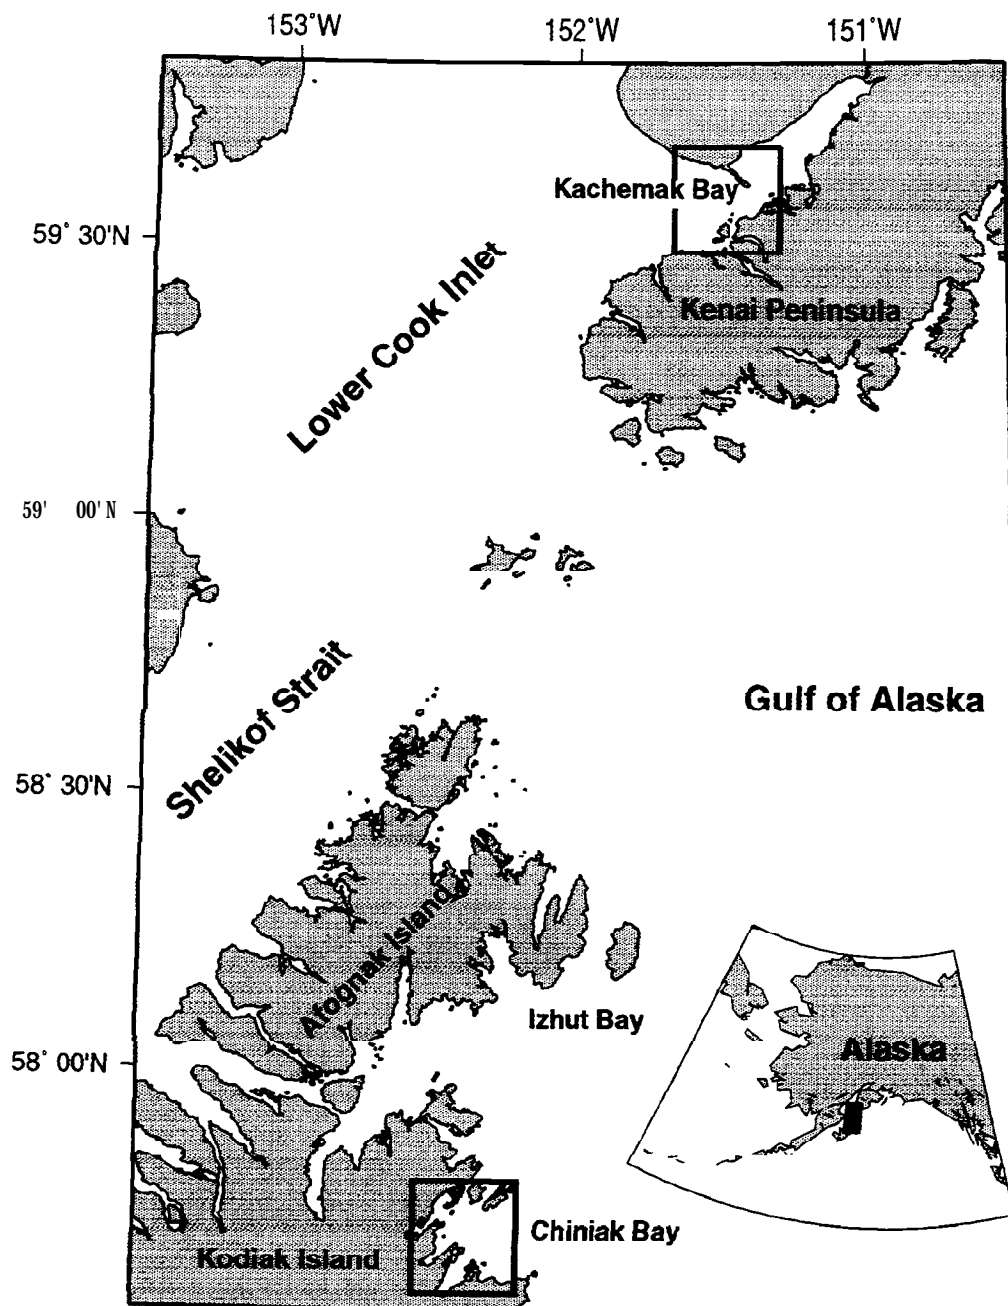 153°W 152°W 151°W
Kachemak Bay
59° 30'N
Lower Cook Inlet
Kenai Peninsula
59' 00'N
Shelikof Strait
Gulf of Alaska
58° 30'N
Afognak Island
Izhut Bay
Alaska
58° 00'N
Chiniak Bay
Kodiak Island